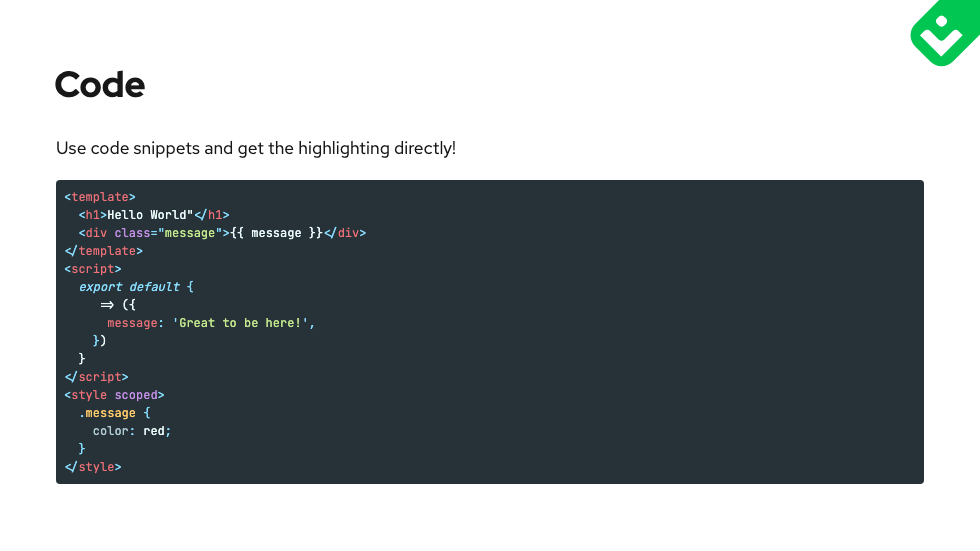 Code
Use code snippets and get the highlighting directly!
<template>
  <h1>Hello World"</h1>
  <div class="message">{{ message }}</div>
</template>
<script>
  export default {
     => ({
      message: 'Great to be here!',
    })
  }
</script>
<style scoped>
  .message {
    color: red;
  }
</style>